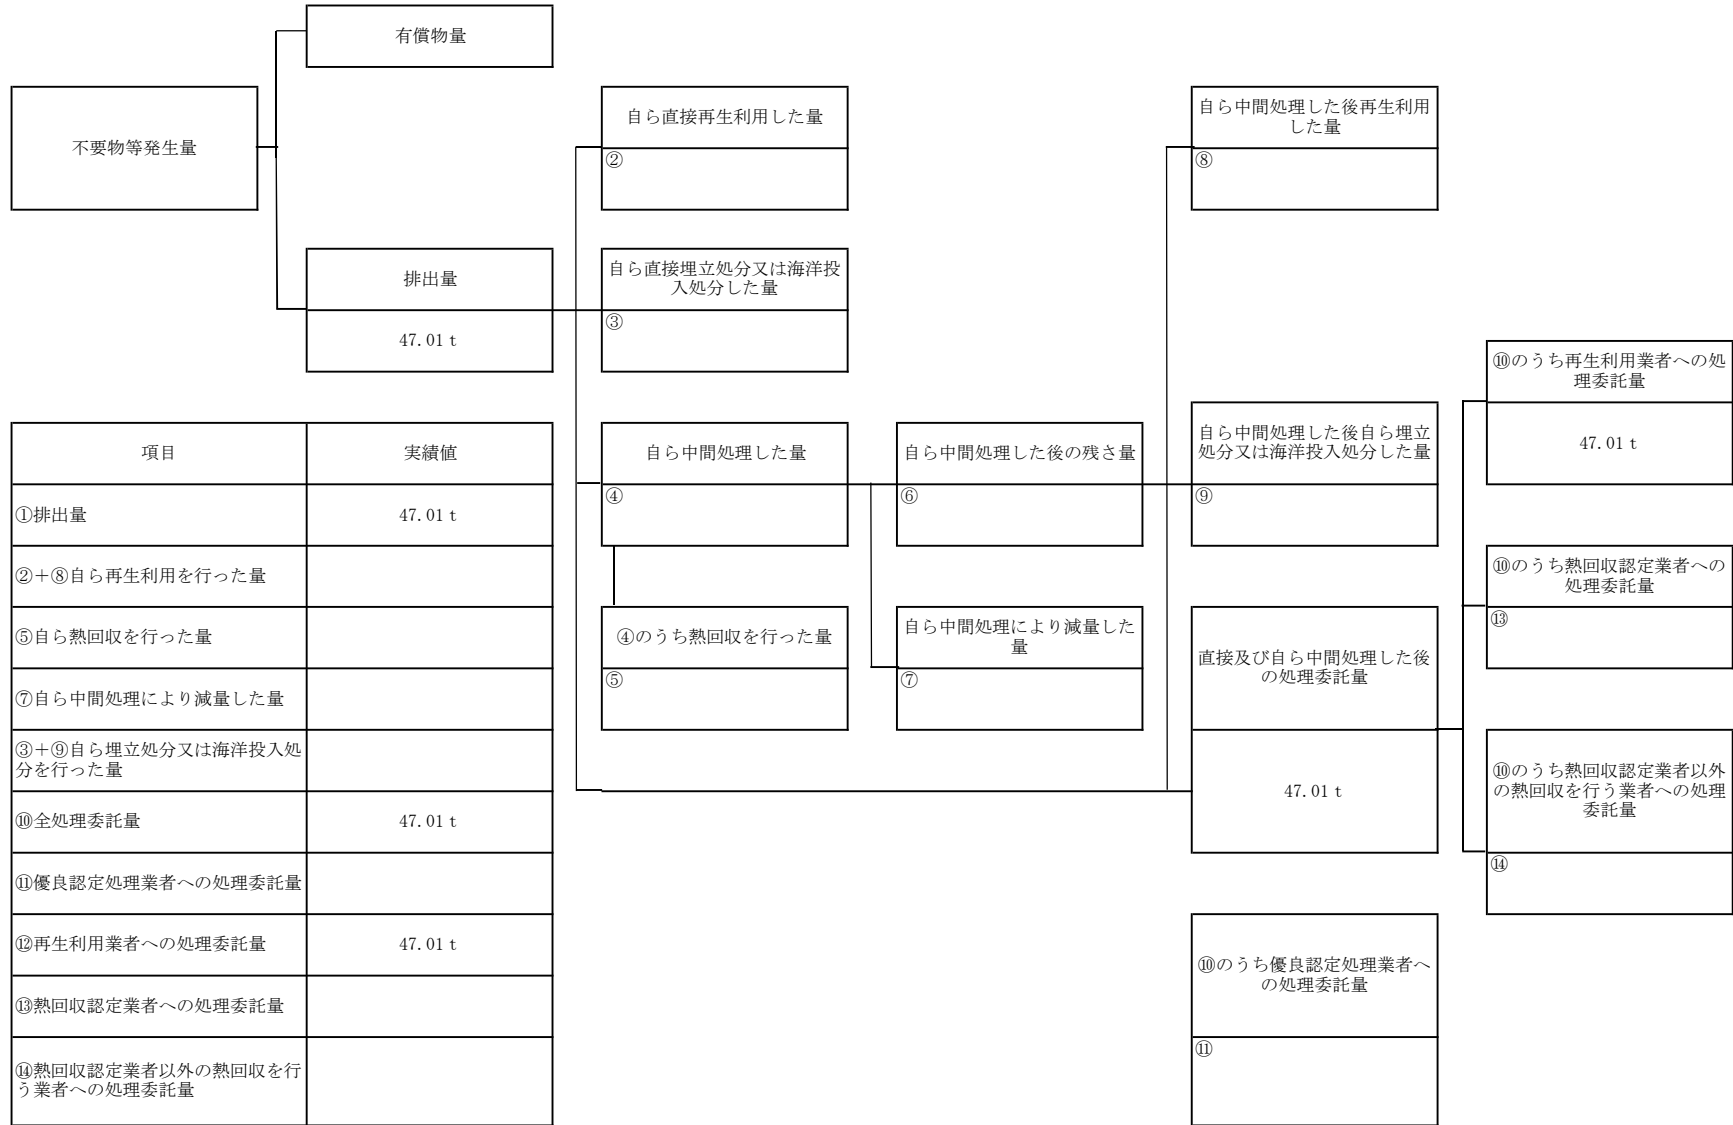 有償物量
不要物等発生量
自ら直接再生利用した量
②
自ら中間処理した後再生利用
した量
⑧
排出量
47.01 t
自ら直接埋立処分又は海洋投
入処分した量
③
⑩のうち再生利用業者への処
理委託量
47.01 t
自ら中間処理した量
④
自ら中間処理した後の残さ量
⑥
自ら中間処理した後自ら埋立
処分又は海洋投入処分した量
⑨
⑩のうち熱回収認定業者への
処理委託量
⑬
④のうち熱回収を行った量
⑤
自ら中間処理により減量した
量
⑦
直接及び自ら中間処理した後
の処理委託量
47.01 t
⑩のうち熱回収認定業者以外
の熱回収を行う業者への処理
委託量
⑭
⑩のうち優良認定処理業者へ
の処理委託量
⑪
項目 実績値
①排出量 47.01 t
②＋⑧自ら再生利用を行った量
⑤自ら熱回収を行った量
⑦自ら中間処理により減量した量
③＋⑨自ら埋立処分又は海洋投入処
分を行った量
⑩全処理委託量 47.01 t
⑪優良認定処理業者への処理委託量
⑫再生利用業者への処理委託量 47.01 t
⑬熱回収認定業者への処理委託量
⑭熱回収認定業者以外の熱回収を行
う業者への処理委託量